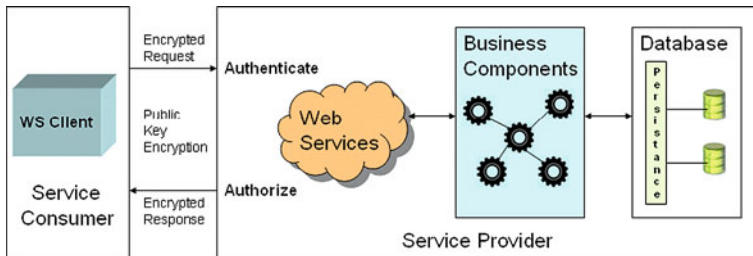 WS Client
Service
Consumer
Encrypted
Request
Public
Key
Encryption
Encrypted
Response
Authenticate
Authorize
Web
Services
Business
Components
Database
Persistance
Service Provider